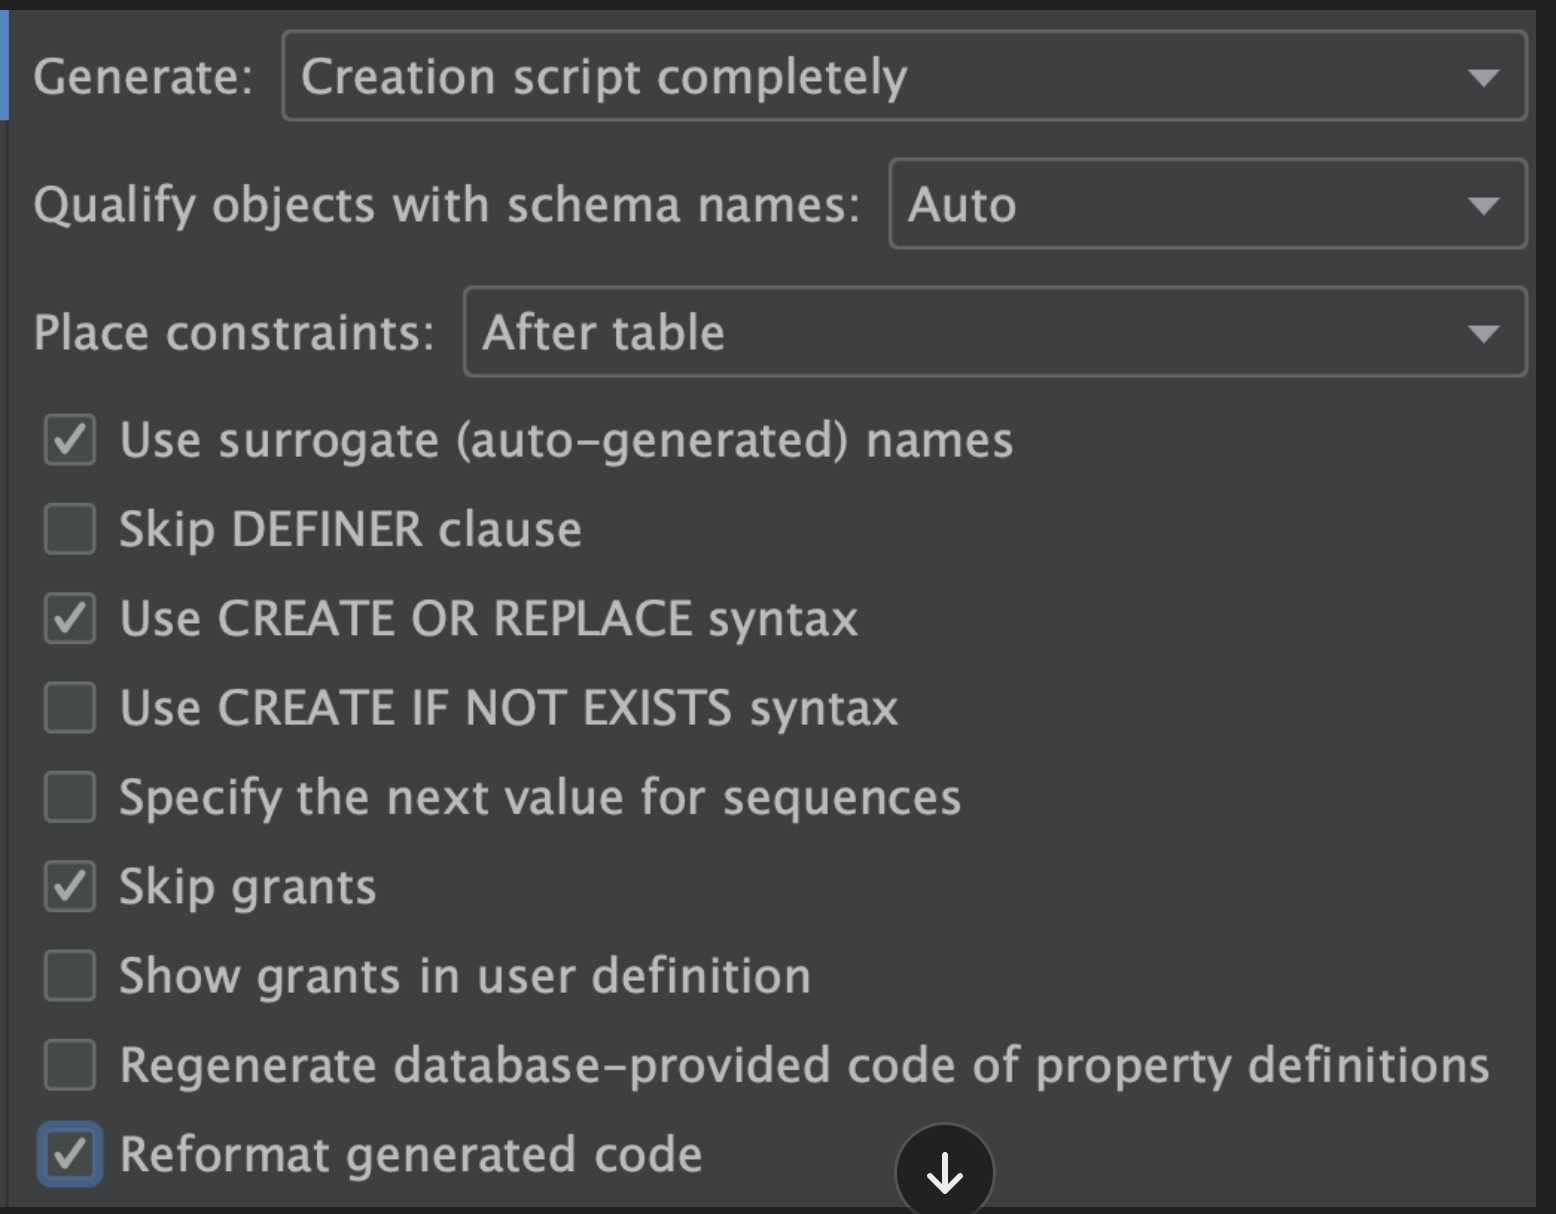 Generate: Creation script completely
Qualify objects with schema names: Auto
Place constraints: After table
Use surrogate (auto-generated) names
Skip DEFINER clause
Use CREATE OR REPLACE syntax
Use CREATE IF NOT EXISTS syntax
Specify the next value for sequences
Skip grants
Show grants in user definition
Regenerate database-provided code of property definitions
Reformat generated code